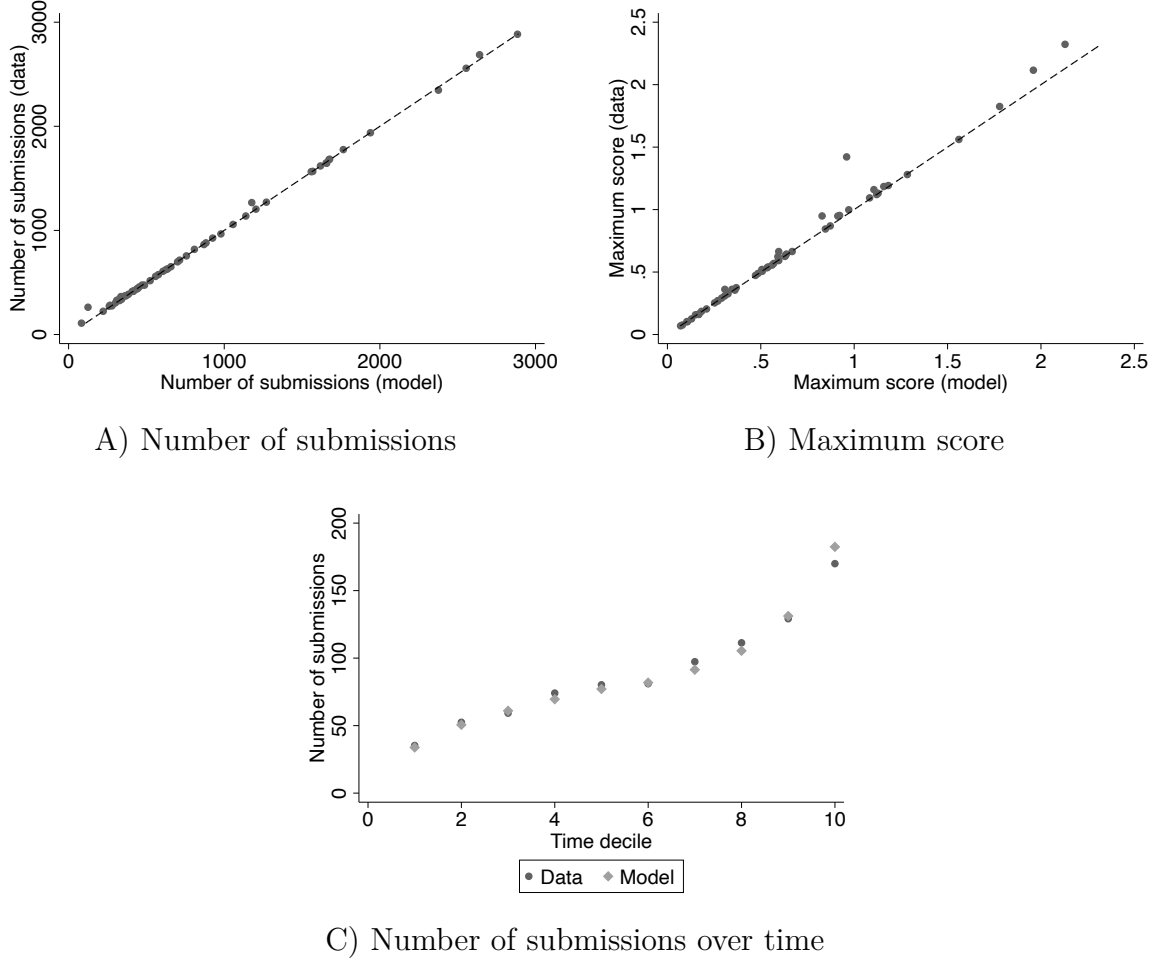 Number of submissions (data)
3000
2000
1000
0
0 1000 2000 3000
Number of submissions (model)
A) Number of submissions
Maximum score (data)
2.5
2
1.5
1
.5
0
0 .5 1 1.5 2 2.5
Maximum score (model)
B) Maximum score
Number of submissions
200
150
100
50
0
0 2 4 6 8 10
Time decile
Data Model
C) Number of submissions over time